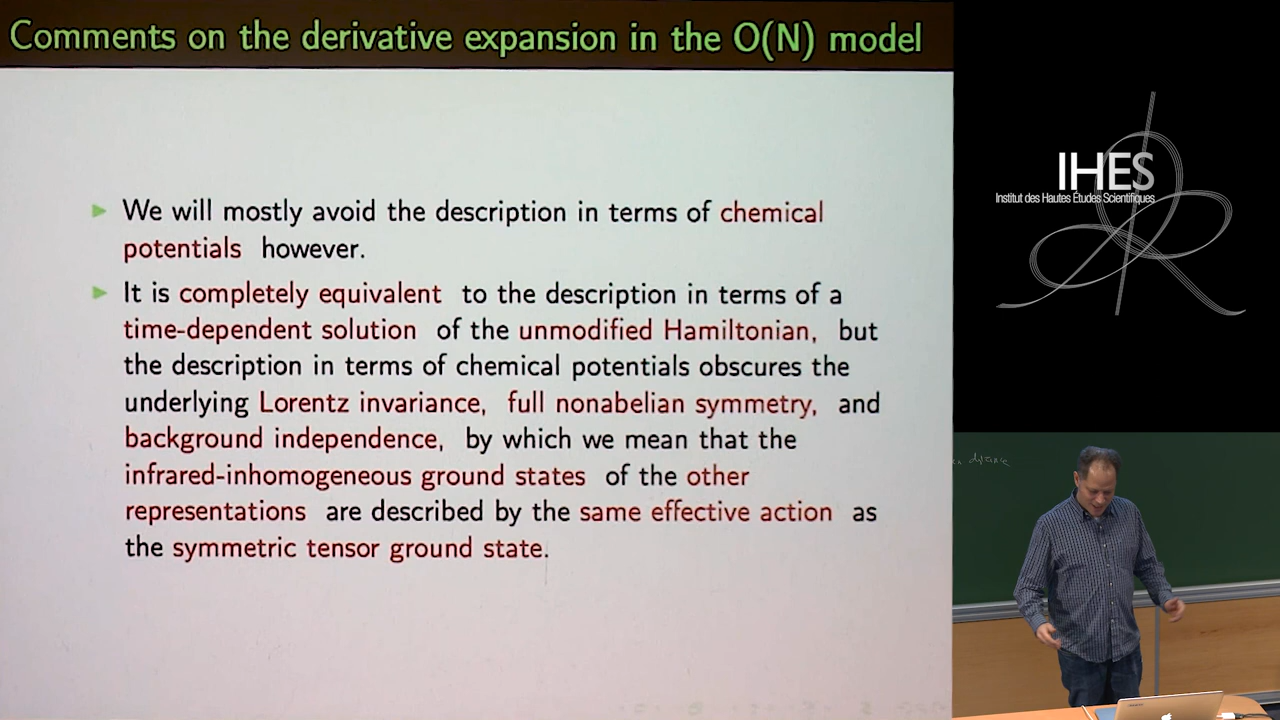 Comments on the derivative expansion in the O(N) model
We will mostly avoid the description in terms of chemical
potentials however.
It is completely equivalent to the description in terms of a
time-dependent solution of the unmodified Hamiltonian, but
the description in terms of chemical potentials obscures the
underlying Lorentz invariance, full nonabelian symmetry, and
background independence, by which we mean that the
infrared-inhomogeneous ground states of the other
representations are described by the same effective action as
the symmetric tensor ground state.
IHES
Institut des Hautes Études Scientifiques